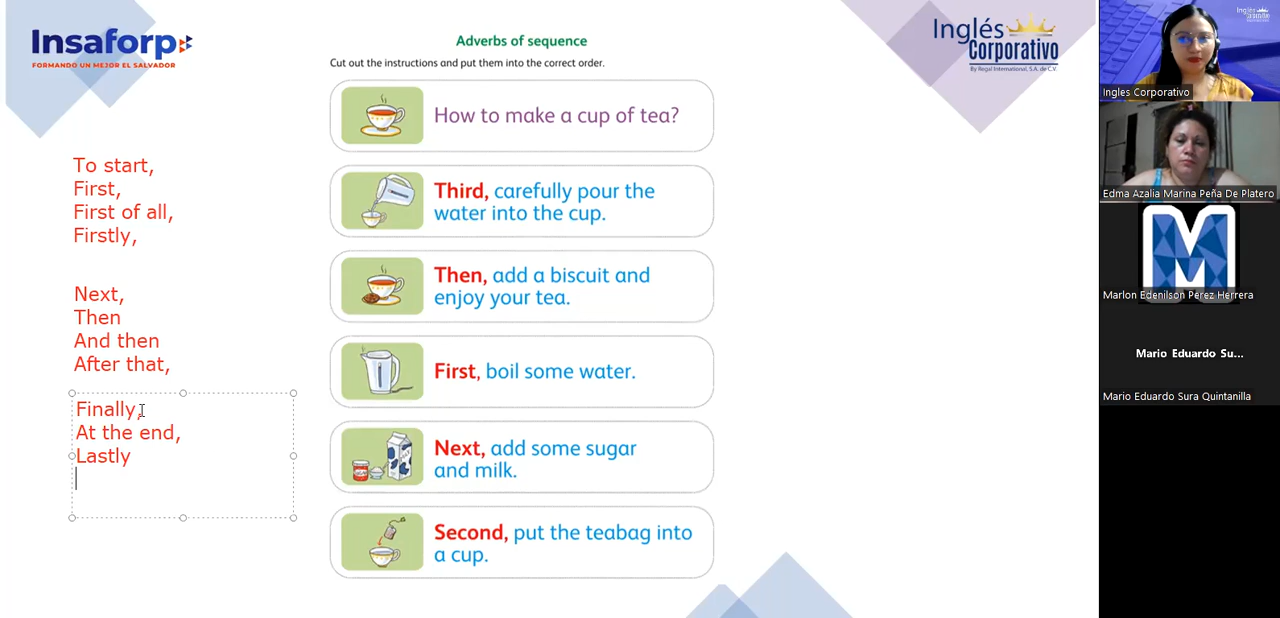 Insaforp
FORMANDO UN MEJOR EL SALVADOR
Adverbs of sequence
Cut out the instructions and put them into the correct order.
Inglés
Corporativo
By Regal International, S.A. de C.V.
How to make a cup of tea?
Third, carefully pour the
water into the cup.
Then, add a biscuit and
enjoy your tea.
First, boil some water.
Next, add some sugar
and milk.
Second, put the teabag into
a cup.
To start,
First,
First of all,
Firstly,
Next,
Then
And then
After that,
Finally,
At the end,
Lastly
Ingles Corporativo
Edma Azalia Marina Peña De Platero
M
Marlon Edenilson Perez Herrera
Mario Eduardo Su...
Mario Eduardo Sura Quintanilla